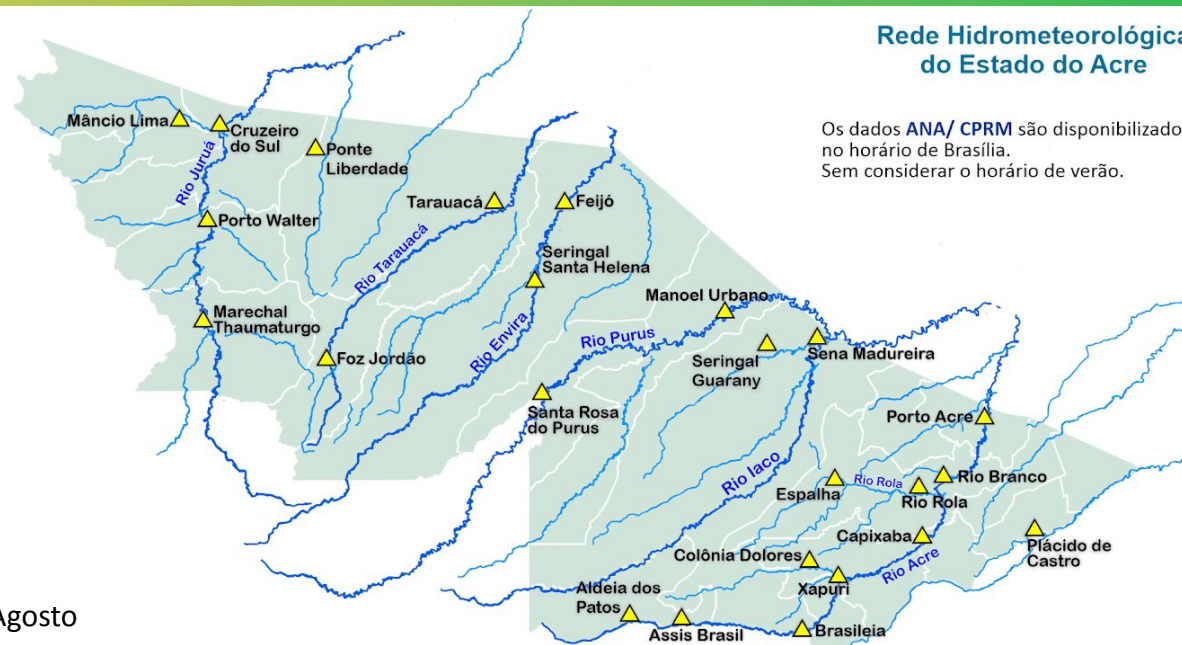 Rede Hidrometeorológica
do Estado do Acre
Os dados ANA/ CPRM são disponibilizado
no horário de Brasília.
Sem considerar o horário de verão.
Mâncio Lima
Cruzeiro
do Sul
Ponte
Liberdade
Rio Juruá
Porto Walter
Tarauacá
Feijó
Rio Tarauacá
Seringal
Santa Helena
Marechal
Thaumaturgo
Foz Jordão
Rio Envira
Manoel Urbano
Rio Purus
Seringal
Guarany
Sena Madureira
Santa Rosa
do Purus
Porto Acre
Rio Iaco
Espalha
Rio Rola
Rio Rola
Rio Branco
Capixaba
Plácido de
Castro
Colônia Dolores
Rio Acre
Xapuri
Aldeia dos
Patos
Assis Brasil
Brasileia
Agosto